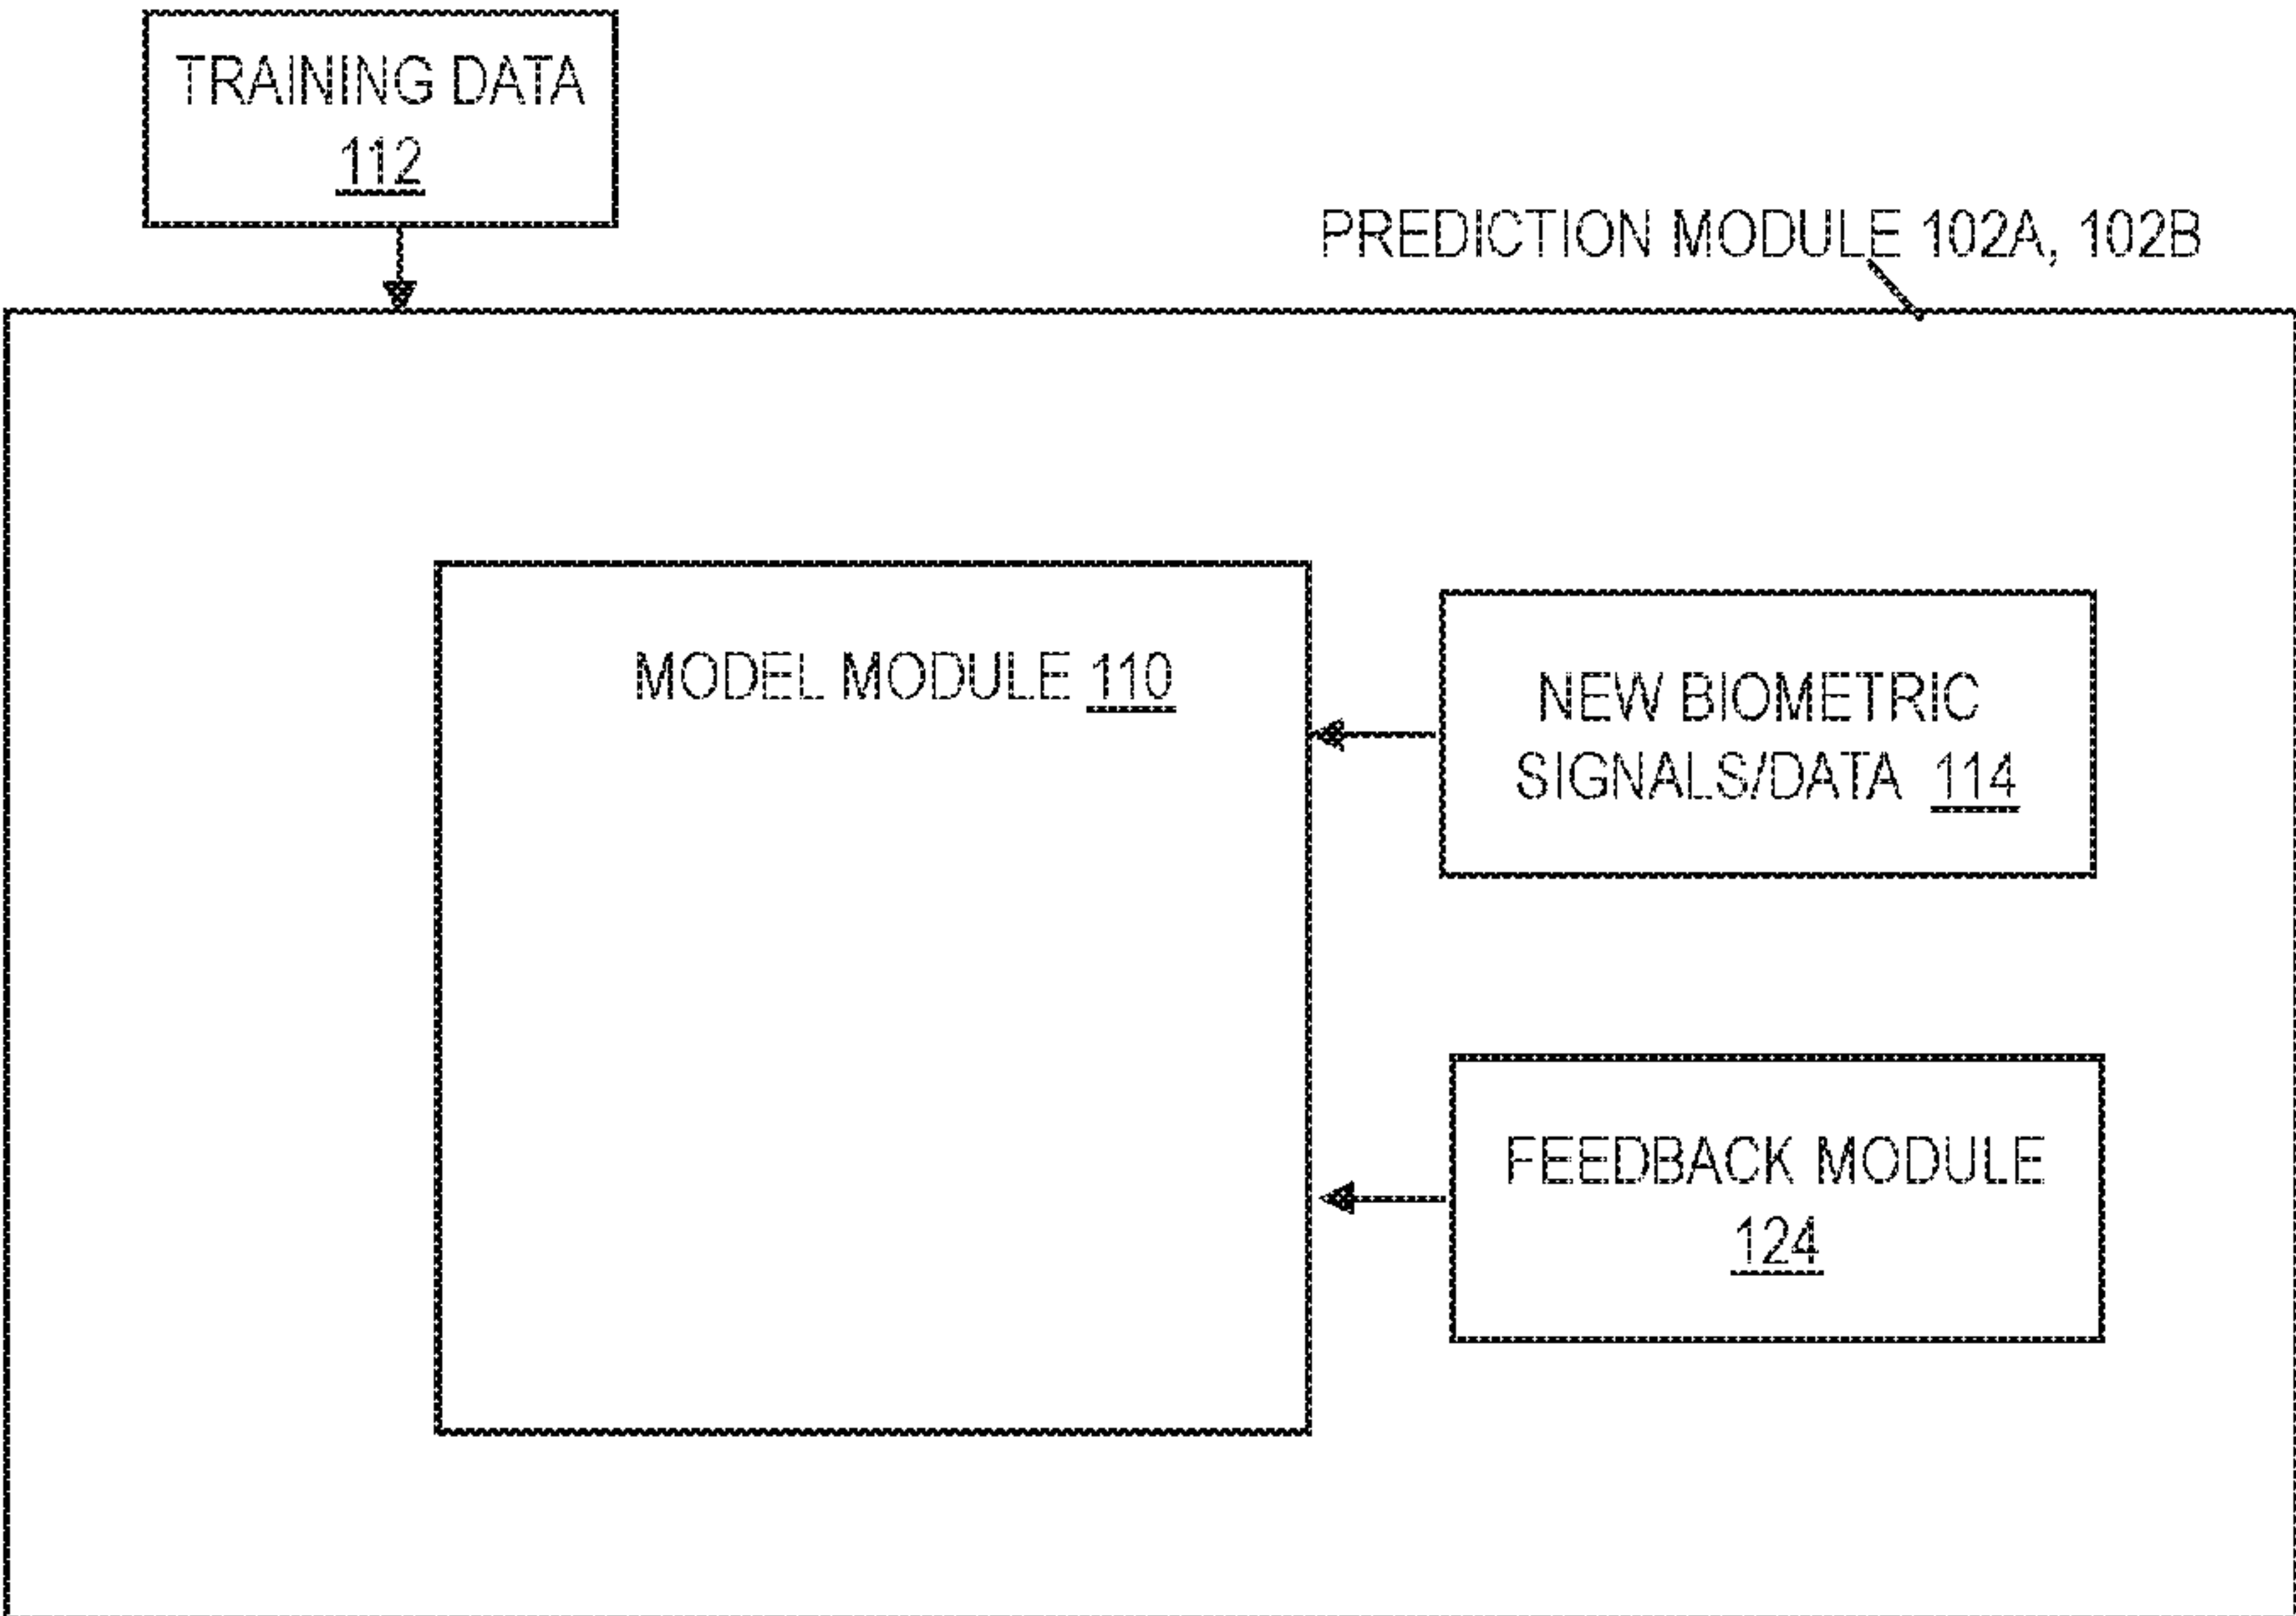 TRAINING DATA
112
PREDICTION MODULE 102A, 102B
MODEL MODULE 110
NEW BIOMETRIC
SIGNALS/DATA 114
FEEDBACK MODULE
124